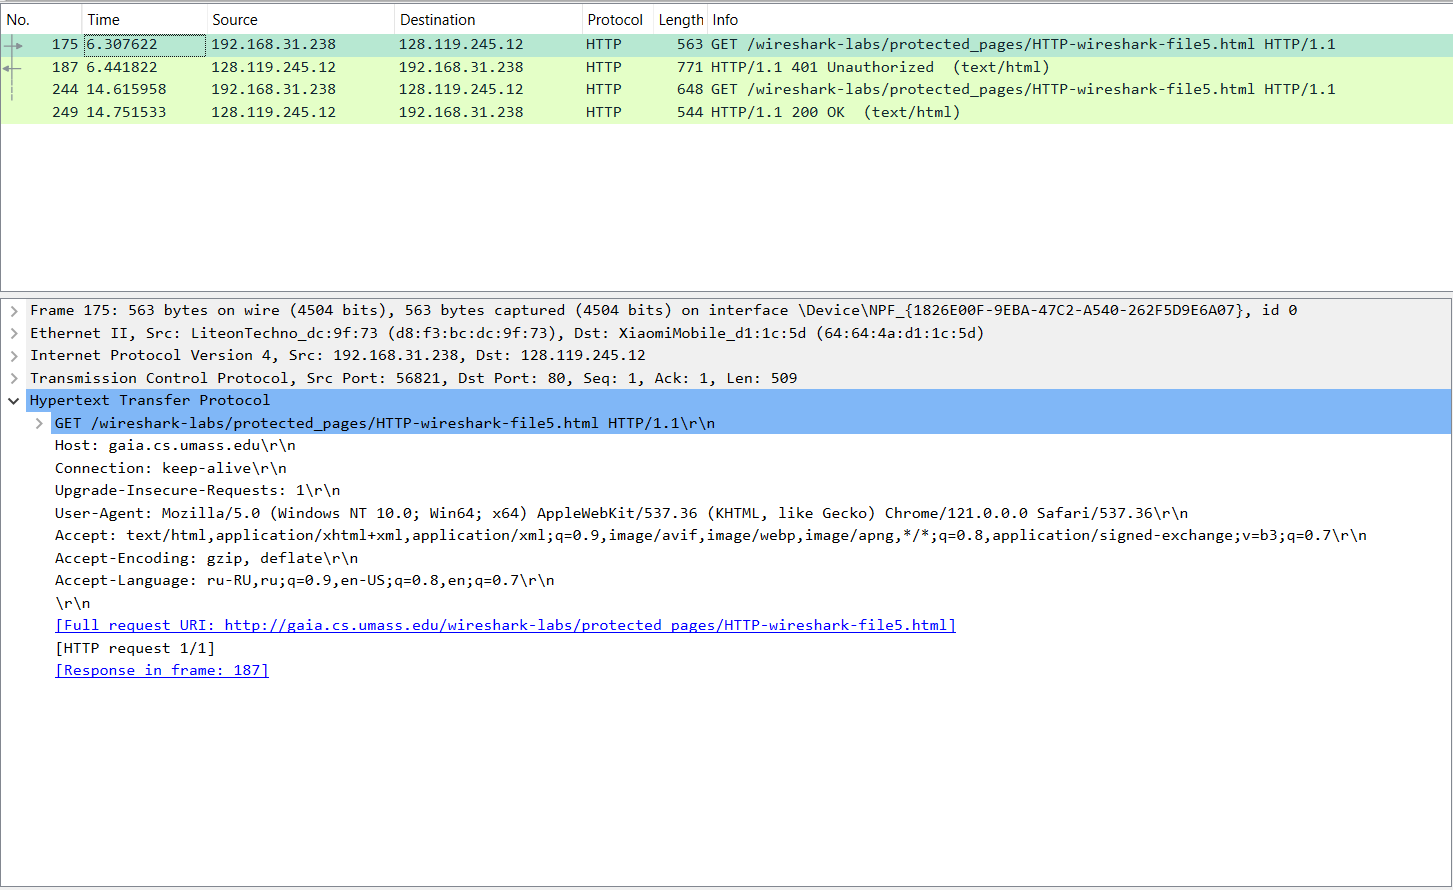 No. Time Source Destination Protocol Length Info
175 6.307622 192.168.31.238 128.119.245.12 HTTP 563 GET /wireshark-labs/protected_pages/HTTP-wireshark-file5.html HTTP/1.1
187 6.441822 128.119.245.12 192.168.31.238 HTTP 771 HTTP/1.1 401 Unauthorized (text/html)
244 14.615958 192.168.31.238 128.119.245.12 HTTP 648 GET /wireshark-labs/protected_pages/HTTP-wireshark-file5.html HTTP/1.1
249 14.751533 128.119.245.12 192.168.31.238 HTTP 544 HTTP/1.1 200 OK (text/html)
Frame 175: 563 bytes on wire (4504 bits), 563 bytes captured (4504 bits) on interface \Device\NPF_{1826E00F-9EBA-47C2-A540-262F5D9E6A07}, id 0
Ethernet II, Src: LiteonTechno_dc:9f:73 (d8:f3:bc:dc:9f:73), Dst: XiaomiMobile_d1:1c:5d (64:64:4a:d1:1c:5d)
Internet Protocol Version 4, Src: 192.168.31.238, Dst: 128.119.245.12
Transmission Control Protocol, Src Port: 56821, Dst Port: 80, Seq: 1, Ack: 1, Len: 509
Hypertext Transfer Protocol
GET /wireshark-labs/protected_pages/HTTP-wireshark-file5.html HTTP/1.1\r\n
Host: gaia.cs.umass.edu\r\n
Connection: keep-alive\r\n
Upgrade-Insecure-Requests: 1\r\n
User-Agent: Mozilla/5.0 (Windows NT 10.0; Win64; x64) AppleWebKit/537.36 (KHTML, like Gecko) Chrome/121.0.0.0 Safari/537.36\r\n
Accept: text/html,application/xhtml+xml,application/xml;q=0.9,image/avif,image/webp,image/apng,*/*;q=0.8,application/signed-exchange;v=b3;q=0.7\r\n
Accept-Encoding: gzip, deflate\r\n
Accept-Language: ru-RU,ru;q=0.9,en-US;q=0.8,en;q=0.7\r\n
\r\n
[Full request URI: http://gaia.cs.umass.edu/wireshark-labs/protected_pages/HTTP-wireshark-file5.html]
[HTTP request 1/1]
[Response in frame: 187]